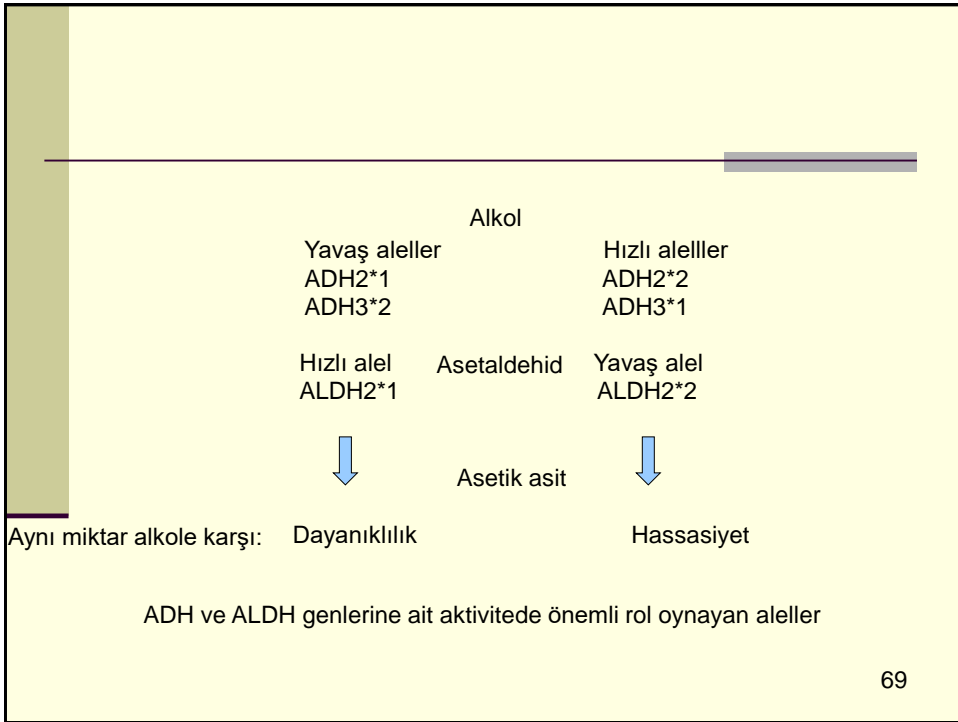 Alkol
Yavaş aleller Hızlı alelller
ADH2*1 ADH2*2
ADH3*2 ADH3*1
Hızlı alel Asetaldehid Yavaş alel
ALDH2*1 ALDH2*2
Asetik asit
Aynı miktar alkole karşı: Dayanıklılık Hassasiyet
ADH ve ALDH genlerine ait aktivitede önemli rol oynayan aleller
69